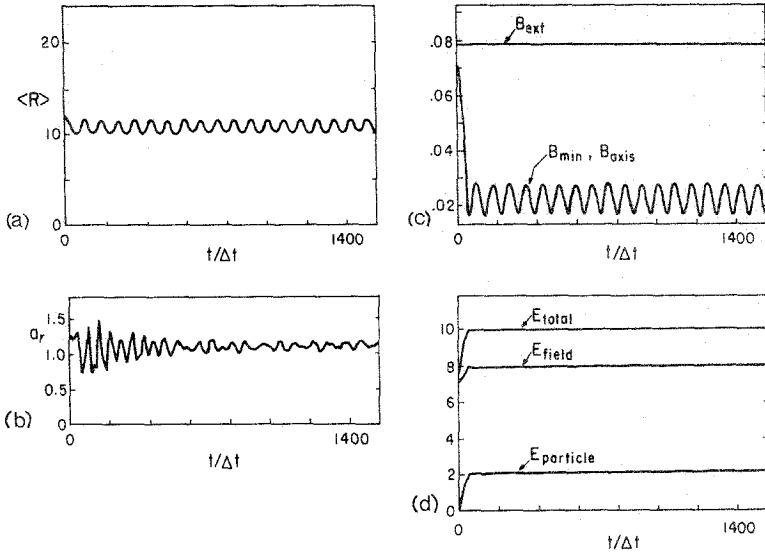 20
<R>
10
0
(a)
0
1400
t/Δt
1.5
a_r
1.0
0.5
0
(b)
0
1400
t/Δt
B_ext
.08
.06
.04
B_min , B_axis
.02
(c)
0
1400
t/Δt
E_total
10
E_field
8
6
4
E_particle
2
0
(d)
0
1400
t/Δt